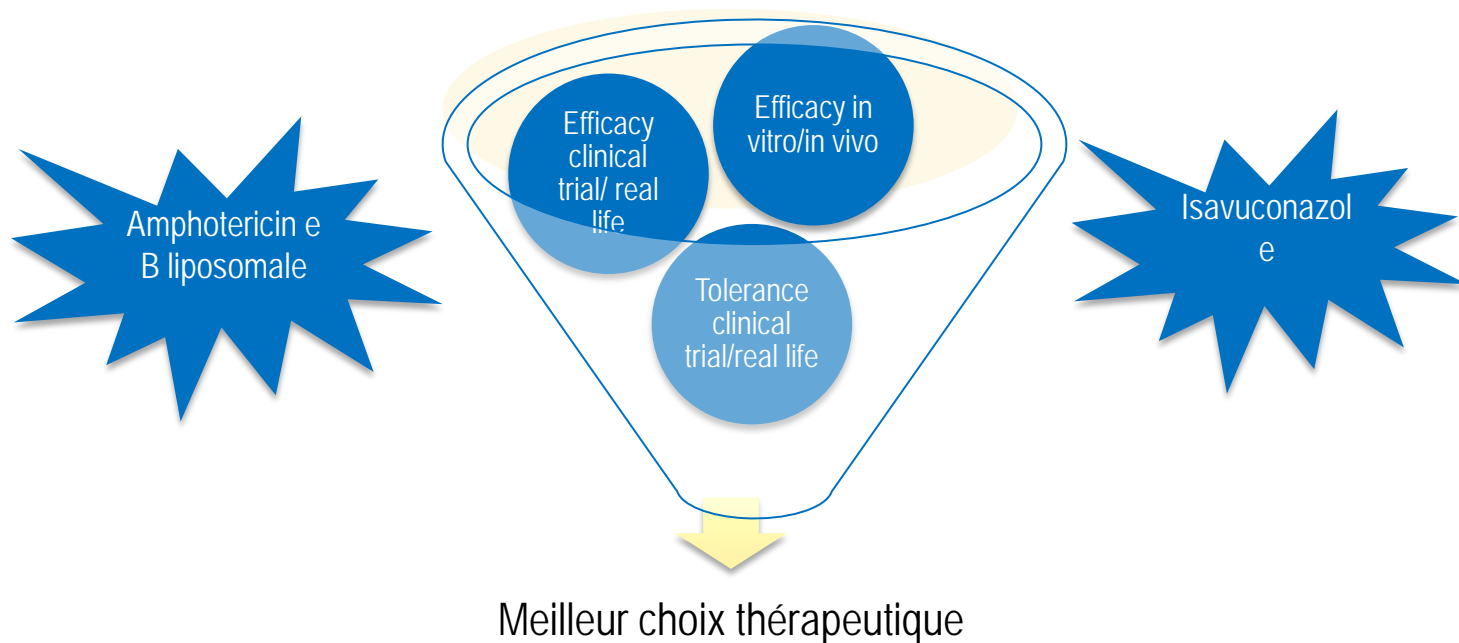 Amphotericin e
B liposomale
Efficacy
clinical
trial/ real
life
Efficacy in
vitro/in vivo
Tolerance
clinical
trial/real life
Isavuconazol
e
Meilleur choix thérapeutique